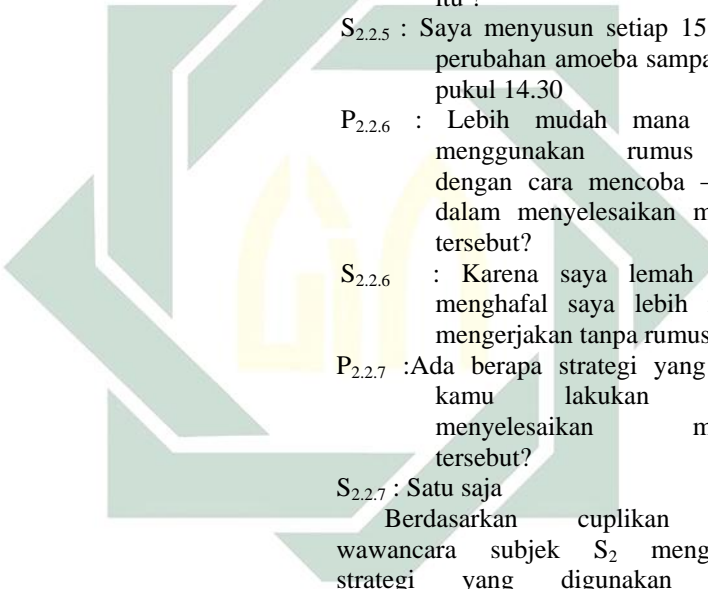 S2.2.5 : Saya menyusun setiap 15
perubahan amoeba sampa
pukul 14.30
P2.2.6 : Lebih mudah mana
menggunakan rumus
dengan cara mencoba –
dalam menyelesaikan m
tersebut?
S2.2.6 : Karena saya lemah
menghafal saya lebih
mengerjakan tanpa rumus
P2.2.7 :Ada berapa strategi yang
kamu lakukan
menyelesaikan m
tersebut?
S2.2.7 : Satu saja
Berdasarkan cuplikan
wawancara subjek S2 meng
strategi yang digunakan